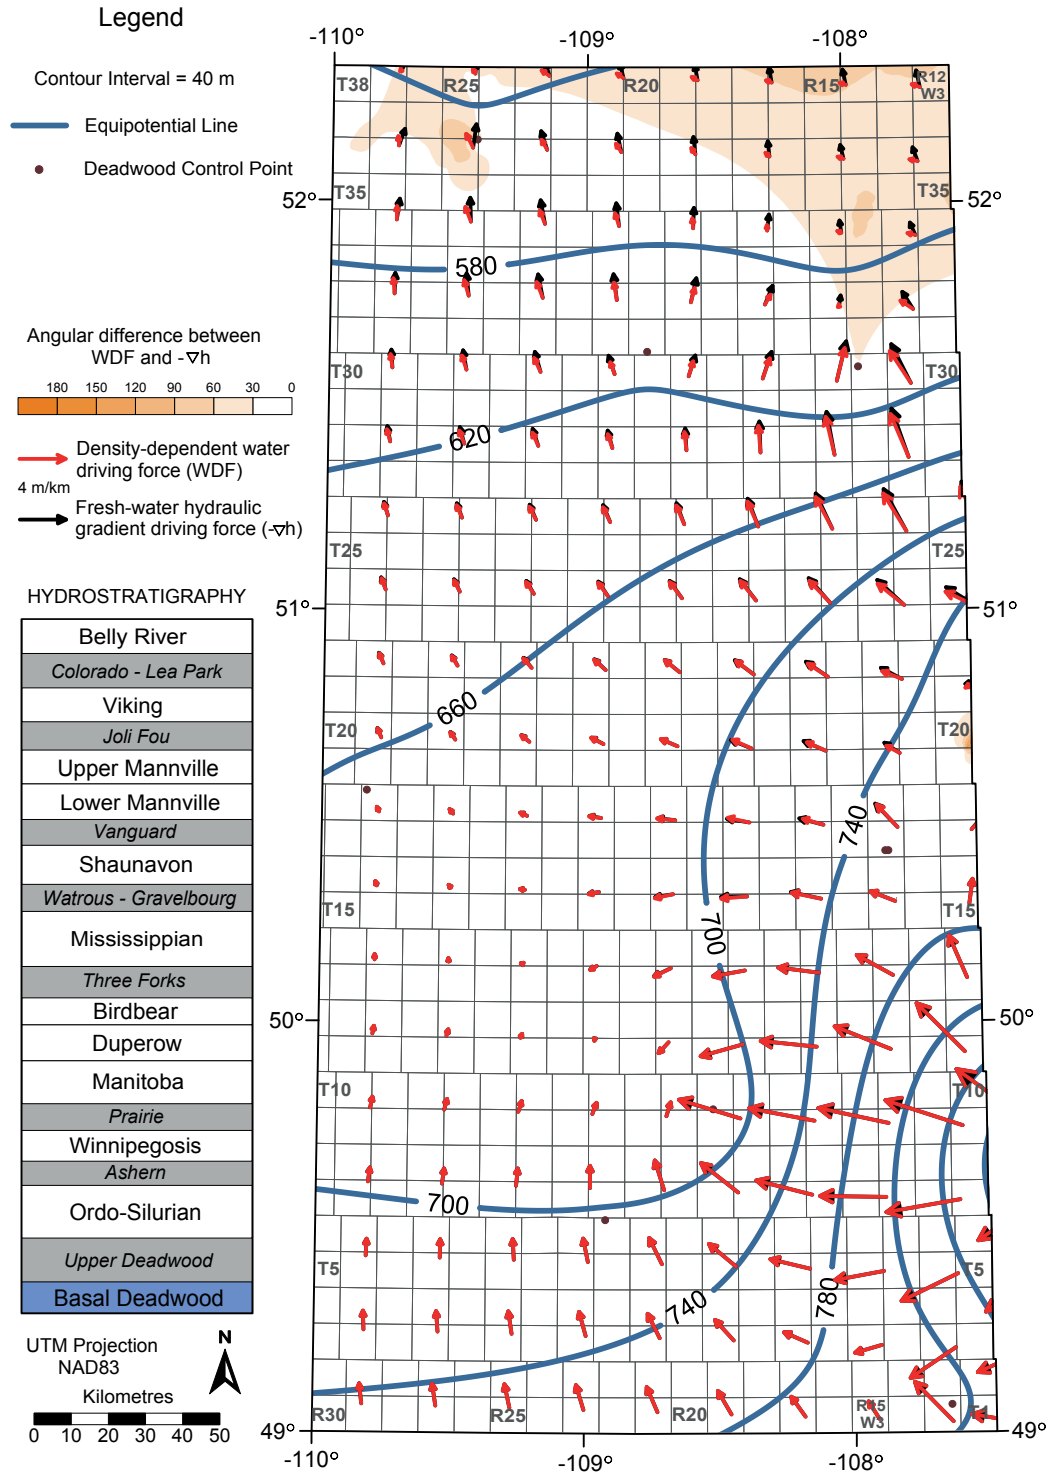 Legend
Contour Interval = 40 m
Equipotential Line
Deadwood Control Point
Angular difference between
WDF and -∇h
180 150 120 90 60 30 0
Density-dependent water
driving force (WDF)
4 m/km
Fresh-water hydraulic
gradient driving force (-∇h)
HYDROSTRATIGRAPHY
Belly River
Colorado - Lea Park
Viking
Joli Fou
Upper Mannville
Lower Mannville
Vanguard
Shaunavon
Watrous - Gravelbourg
Mississippian
Three Forks
Birdbear
Duperow
Manitoba
Prairie
Winnipegosis
Ashern
Ordo-Silurian
Upper Deadwood
Basal Deadwood
UTM Projection
NAD83
N
Kilometres
0 10 20 30 40 50
-110° -109° -108°
T38 R25 R20 R15 R12
W3
52° T35 T35 52°
580
T30 T30
620
T25 T25
51° 51°
660
T20 T20
740
T15 T15
700
50° 50°
T10 T10
700
T5 T5
740
780
R30 R25 R20 R15 T1
W3
49° 49°
-110° -109° -108°